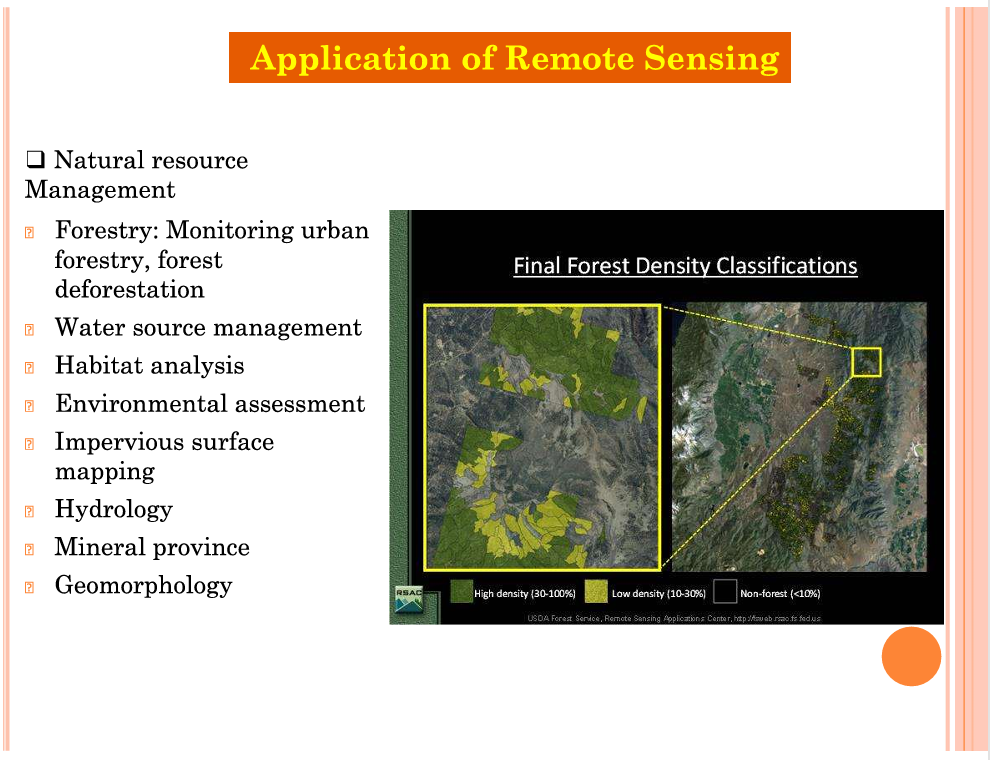 Application of Remote Sensing
❑ Natural resource
Management
Forestry: Monitoring urban
forestry, forest
deforestation
Water source management
Habitat analysis
Environmental assessment
Impervious surface
mapping
Hydrology
Mineral province
Geomorphology
Final Forest Density Classifications
High density (30-100%) Low density (10-30%) Non-forest (<10%)
RSAC
USDA Forest Service, Remote Sensing Applications Center, http://fsweb.rsac.fs.fed.us